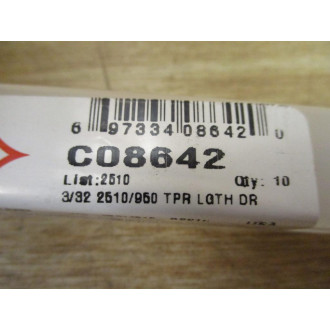 6 97334 08642 0
C08642
List:2510 Qty: 10
3/32 2510/950 TPR LGTH DR